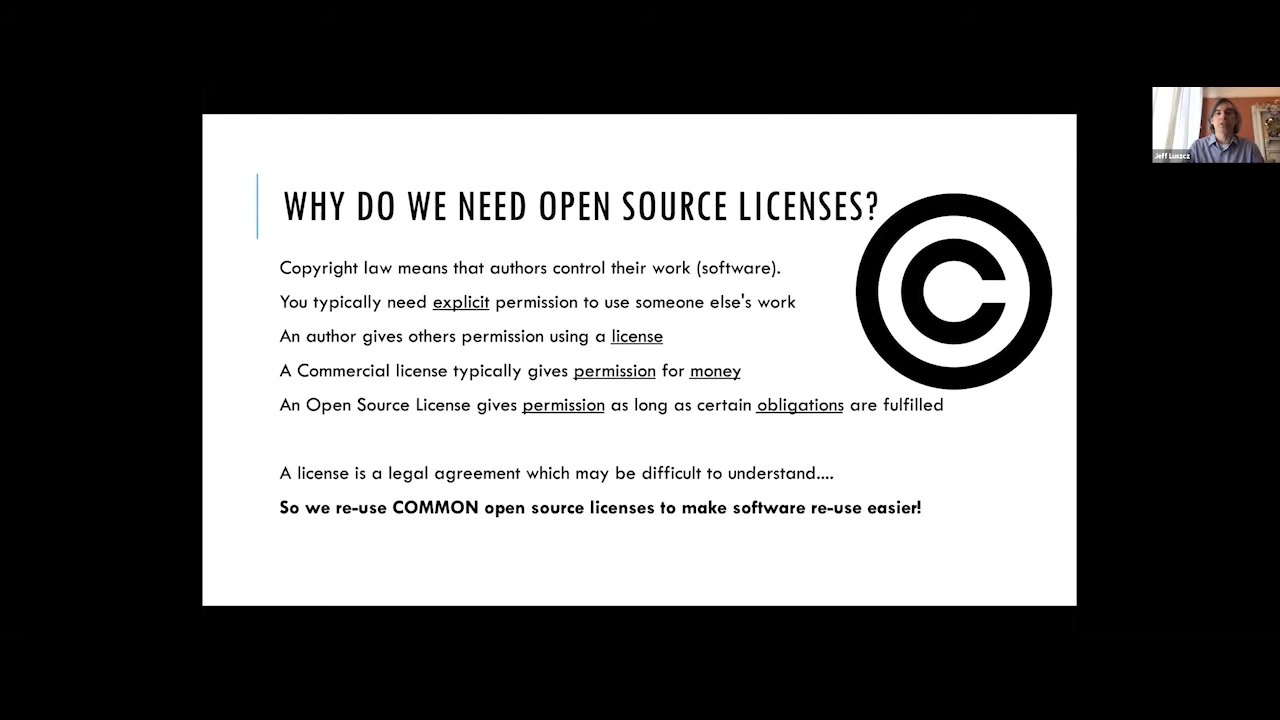 WHY DO WE NEED OPEN SOURCE LICENSES?
Copyright law means that authors control their work (software).
You typically need explicit permission to use someone else's work
An author gives others permission using a license
A Commercial license typically gives permission for money
An Open Source License gives permission as long as certain obligations are fulfilled
A license is a legal agreement which may be difficult to understand....
So we re-use COMMON open source licenses to make software re-use easier!
Jeff Luszcz